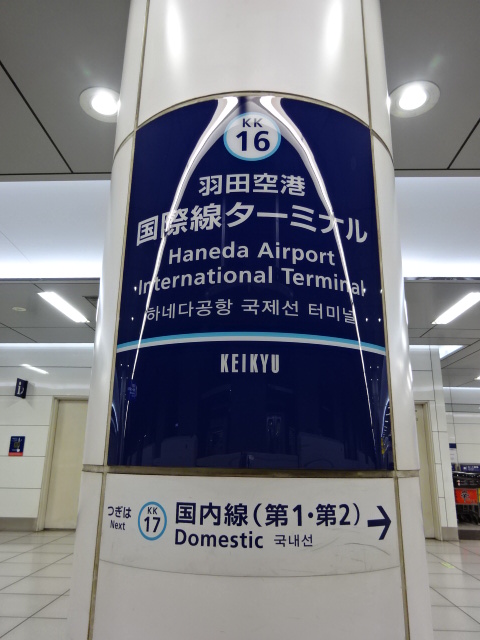 KK
16
羽田空港
国際線ターミナル
Haneda Airport
International Terminal
하네다공항 국제선 터미널
KEIKYU
つぎは
Next
KK
17
国内線(第1・第2)
Domestic 국내선